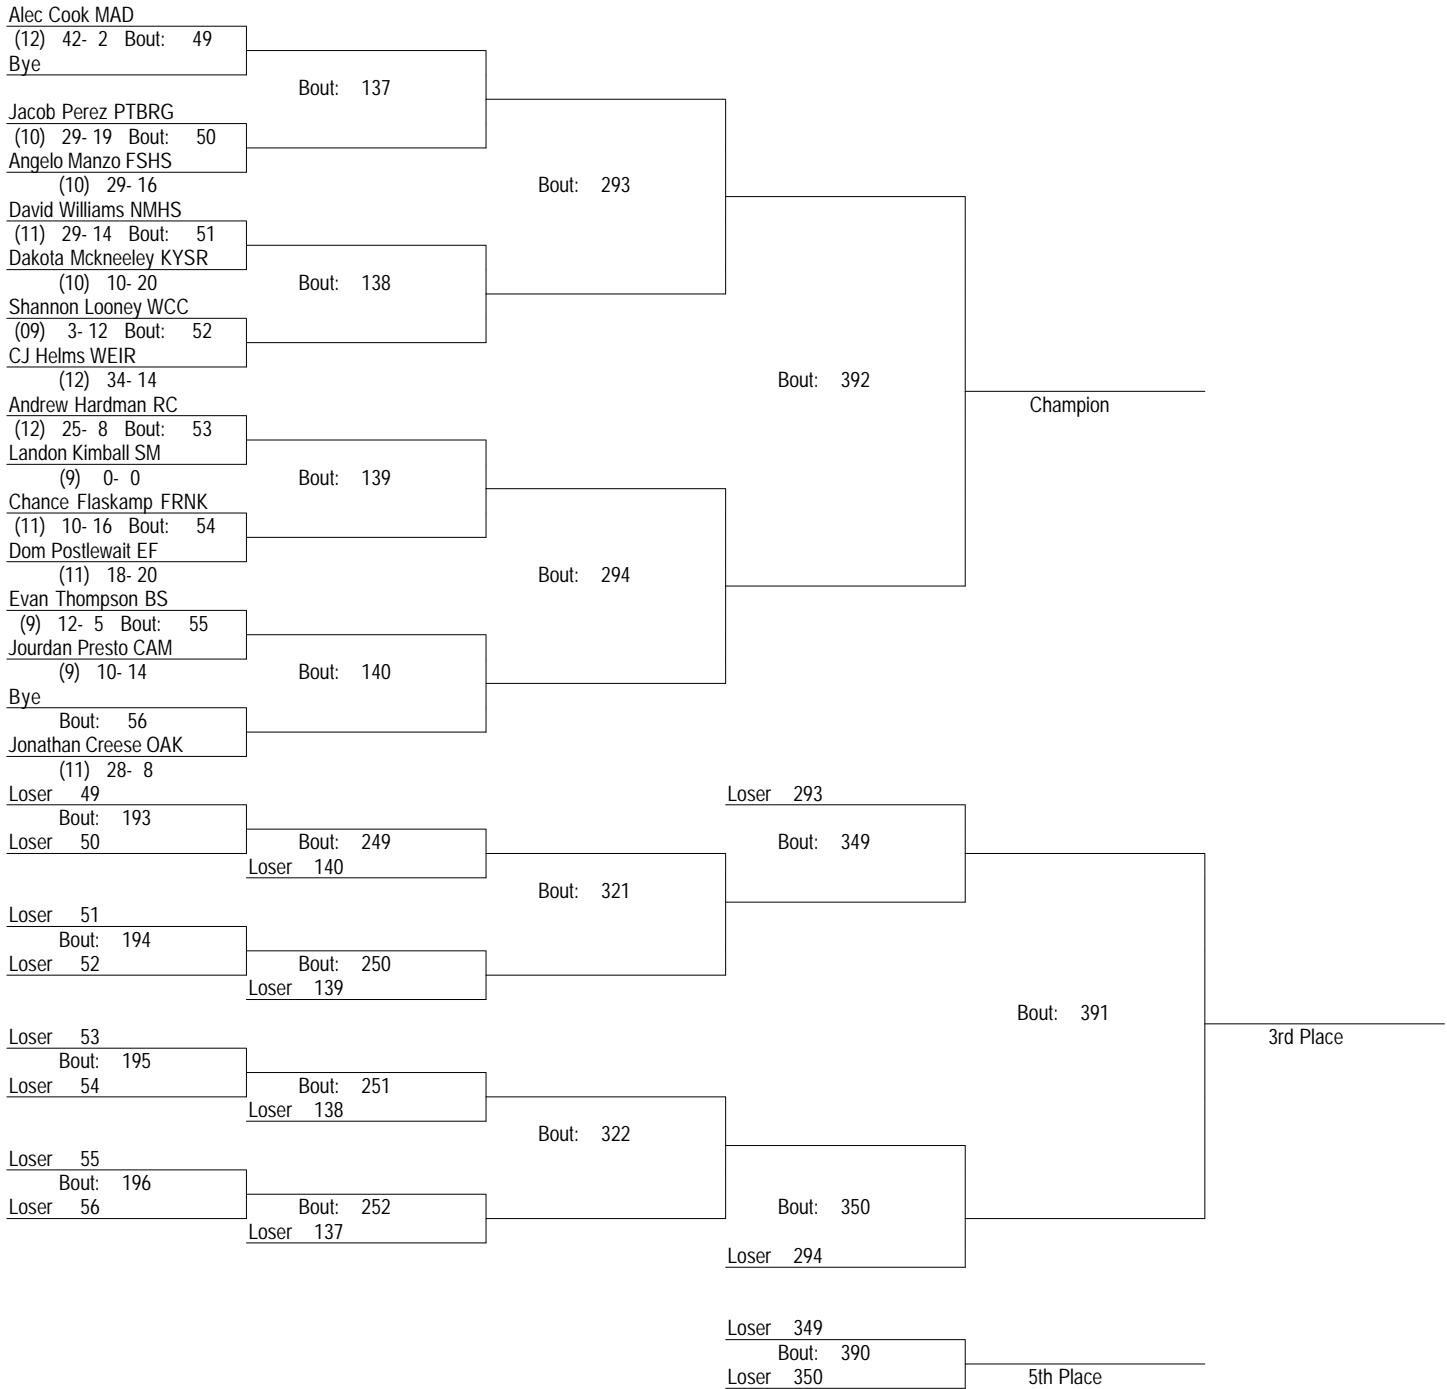 Alec Cook MAD
(12) 42- 2 Bout: 49
Bye
Bout: 137
Jacob Perez PTBRG
(10) 29- 19 Bout: 50
Angelo Manzo FSHS
(10) 29- 16
Bout: 293
David Williams NMHS
(11) 29- 14 Bout: 51
Dakota Mckneeley KYSR
(10) 10- 20
Bout: 138
Shannon Looney WCC
(09) 3- 12 Bout: 52
CJ Helms WEIR
(12) 34- 14
Bout: 392
Andrew Hardman RC
Champion
(12) 25- 8 Bout: 53
Landon Kimball SM
(9) 0- 0
Bout: 139
Chance Flaskamp FRNK
(11) 10- 16 Bout: 54
Dom Postlewait EF
(11) 18- 20
Bout: 294
Evan Thompson BS
(9) 12- 5 Bout: 55
Jourdan Presto CAM
(9) 10- 14
Bout: 140
Bye
Bout: 56
Jonathan Creese OAK
(11) 28- 8
Loser 49
Loser 293
Bout: 193
Loser 50
Bout: 249
Bout: 349
Loser 140
Bout: 321
Loser 51
Bout: 194
Loser 52
Bout: 250
Loser 139
Bout: 391
Loser 53
3rd Place
Bout: 195
Loser 54
Bout: 251
Loser 138
Bout: 322
Loser 55
Bout: 196
Loser 56
Bout: 252
Bout: 350
Loser 137
Loser 294
Loser 349
Bout: 390
Loser 350
5th Place